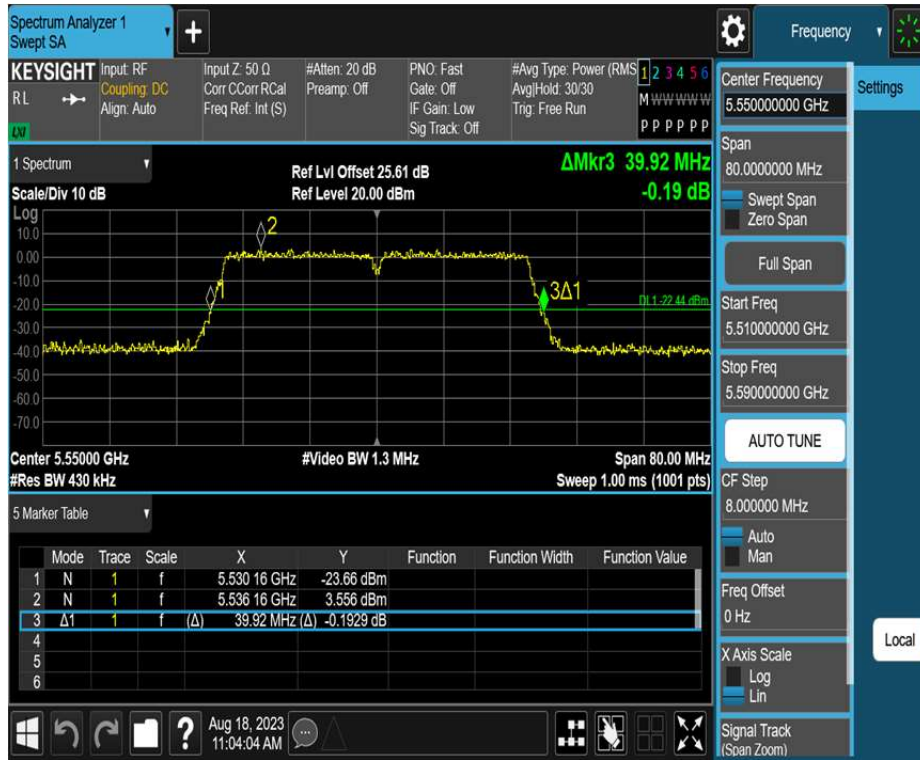 Spectrum Analyzer 1
Swept SA
+
Frequency
KEYSIGHT
RL
LXI
Input: RF
Coupling: DC
Align: Auto
Input Z: 50 Ω
Corr CCorr RCal
Freq Ref: Int (S)
#Atten: 20 dB
Preamp: Off
PNO: Fast
Gate: Off
IF Gain: Low
Sig Track: Off
#Avg Type: Power (RMS
Avg|Hold: 30/30
Trig: Free Run
1 2 3 4 5 6
M W W W W W
P P P P P P
1 Spectrum
Scale/Div 10 dB
Ref Lvl Offset 25.61 dB
Ref Level 20.00 dBm
ΔMkr3 39.92 MHz
-0.19 dB
Log
10.0
0.00
-10.0
-20.0
-30.0
-40.0
-50.0
-60.0
-70.0
2
1
3Δ1
DL1 -22.44 dBm
Center 5.55000 GHz
#Video BW 1.3 MHz
Span 80.00 MHz
#Res BW 430 kHz
Sweep 1.00 ms (1001 pts)
5 Marker Table
Mode Trace Scale X Y Function Function Width Function Value
1 N 1 f 5.530 16 GHz -23.66 dBm
2 N 1 f 5.536 16 GHz 3.556 dBm
3 Δ1 1 f (Δ) 39.92 MHz (Δ) -0.1929 dB
4
5
6
?
Aug 18, 2023
11:04:04 AM
Center Frequency
5.55000000 GHz
Span
80.0000000 MHz
Swept Span
Zero Span
Full Span
Start Freq
5.510000000 GHz
Stop Freq
5.590000000 GHz
AUTO TUNE
CF Step
8.000000 MHz
Auto
Man
Freq Offset
0 Hz
X Axis Scale
Log
Lin
Signal Track
(Span Zoom)
Settings
Local